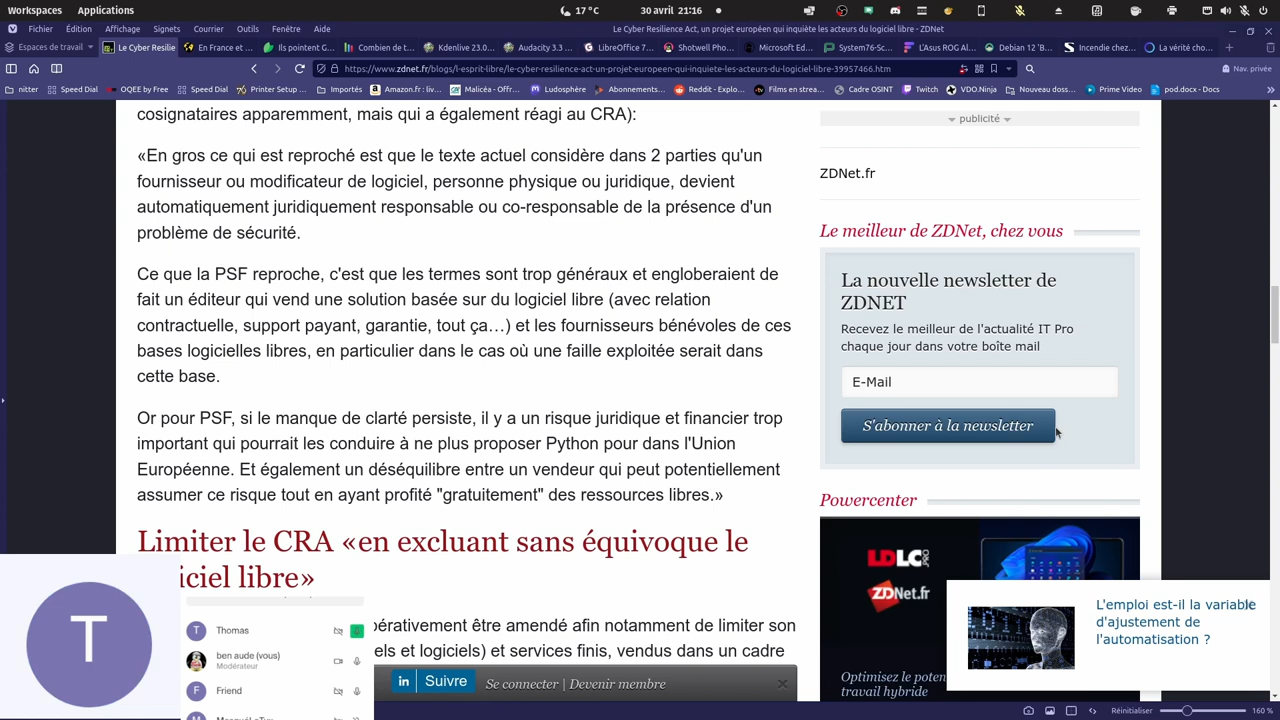 Workspaces
17 °C
30 avril 21:16
Fichier Édition Affichage Signets Courrier Outils Fenêtre Aide
Le Cyber Resilience Act, un projet européen qui inquiète les acteurs du logiciel libre - ZDNet
Espaces de travail
Le Cyber Resilie
En France et
Ils pointent G
Combien de t
Kdenlive 23.0
Audacity 3.3
LibreOffice 7
Shotwell Pho
Microsoft Ed
System76-Sc
L'Asus ROG Al
Debian 12 'B
Incendie chez
La vérité cho
https://www.zdnet.fr/blogs/l-esprit-libre/le-cyber-resilience-act-un-projet-europeen-qui-inquiete-les-acteurs-du-logiciel-libre-39957466.htm
Nav. privée
nitter
Speed Dial
OQEE by Free
Speed Dial
Printer Setup ...
Importés
Amazon.fr : liv...
Malicéa - Offic...
Ludosphère
Abonnements...
Reddit - Explo...
Films en strea...
Cadre OSINT
Twitch
VDO.Ninja
Nouveau doss...
Prime Video
pod.docx - Docs
cosignataires apparemment, mais qui a également réagi au CRA):
«En gros ce qui est reproché est que le texte actuel considère dans 2 parties qu'un
fournisseur ou modificateur de logiciel, personne physique ou juridique, devient
automatiquement juridiquement responsable ou co-responsable de la présence d'un
problème de sécurité.
Ce que la PSF reproche, c'est que les termes sont trop généraux et engloberaient de
fait un éditeur qui vend une solution basée sur du logiciel libre (avec relation
contractuelle, support payant, garantie, tout ça…) et les fournisseurs bénévoles de ces
bases logicielles libres, en particulier dans le cas où une faille exploitée serait dans
cette base.
Or pour PSF, si le manque de clarté persiste, il y a un risque juridique et financier trop
important qui pourrait les conduire à ne plus proposer Python pour dans l'Union
Européenne. Et également un déséquilibre entre un vendeur qui peut potentiellement
assumer ce risque tout en ayant profité "gratuitement" des ressources libres.»
Limiter le CRA «en excluant sans équivoque le
iciel libre»
pérativement être amendé afin notamment de limiter son
els et logiciels) et services finis, vendus dans un cadre
publicité
ZDNet.fr
Le meilleur de ZDNet, chez vous
La nouvelle newsletter de
ZDNET
Recevez le meilleur de l'actualité IT Pro
chaque jour dans votre boîte mail
E-Mail
S'abonner à la newsletter
Powercenter
LDLC.PRO
ZDNet.fr
Optimisez le poten
travail hybride
L'emploi est-il la variable
d'ajustement de
l'automatisation ?
T
T Thomas
ben aude (vous)
Modérateur
F Friend
in Suivre
Se connecter | Devenir membre
Réinitialiser
160 %